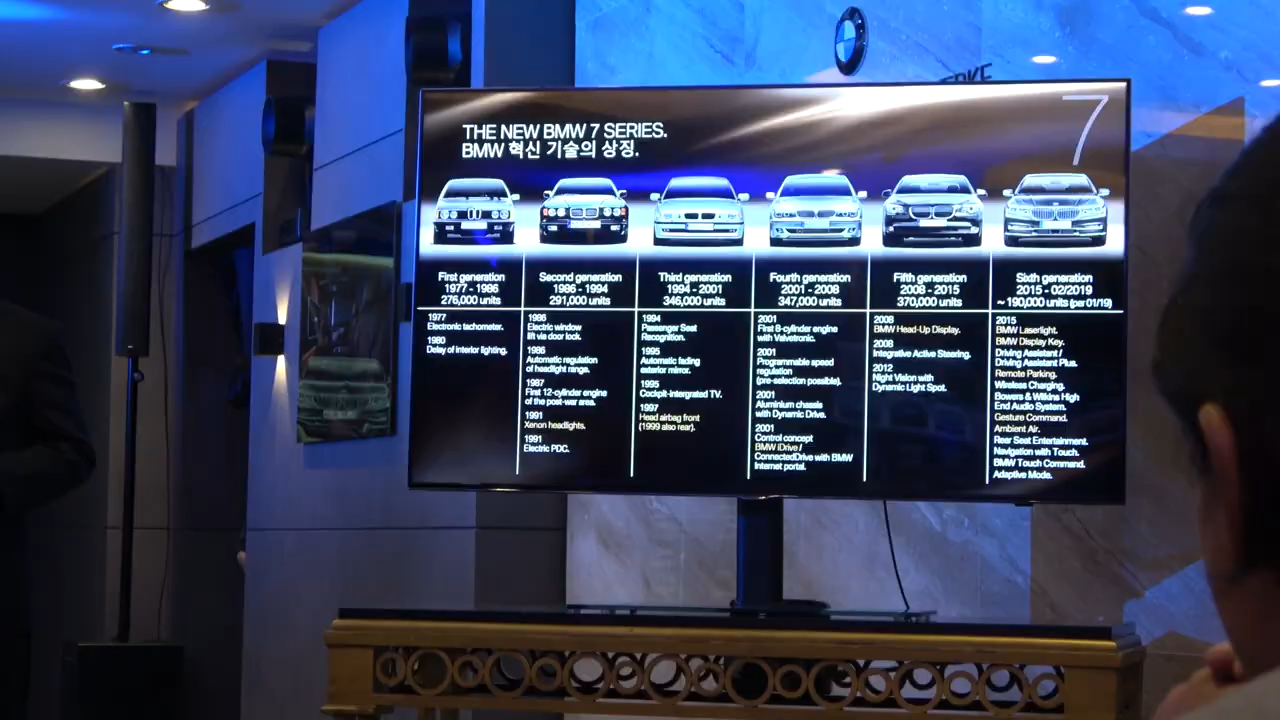 THE NEW BMW 7 SERIES.
BMW 혁신 기술의 상징.
7
First generation
1977 - 1986
276,000 units
1977
Electronic tachometer.
1980
Delay of interior lighting.
Second generation
1986 - 1994
291,000 units
1986
Electric window
lift via door lock.
1986
Automatic regulation
of headlight range.
1987
First 12-cylinder engine
of the post-war area.
1991
Xenon headlights.
1991
Electric PDC.
Third generation
1994 - 2001
346,000 units
1994
Passenger Seat
Recognition.
1995
Automatic fading
exterior mirror.
1995
Cockpit-intergrated TV.
1997
Head airbag front
(1999 also rear).
Fourth generation
2001 - 2008
347,000 units
2001
First 8-cylinder engine
with Valvetronic.
2001
Programmable speed
regulation
(pre-selection possible).
2001
Aluminium chassis
with Dynamic Drive.
2001
Control concept
BMW iDrive /
ConnectedDrive with BMW
Internet portal.
Fifth generation
2008 - 2015
370,000 units
2008
BMW Head-Up Display.
2008
Integrative Active Steering.
2012
Night Vision with
Dynamic Light Spot.
Sixth generation
2015 - 02/2019
~ 190,000 units (per 01/19)
2015
BMW Laserlight.
BMW Display Key.
Driving Assistant /
Driving Assistant Plus.
Remote Parking.
Wireless Charging.
Bowers & Wilkins High
End Audio System.
Gesture Command.
Ambient Air.
Rear Seat Entertainment.
Navigation with Touch.
BMW Touch Command.
Adaptive Mode.